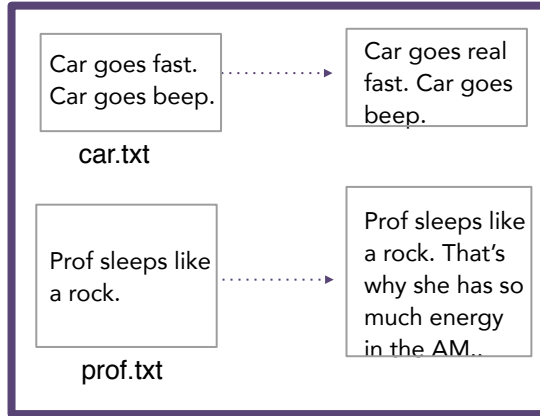 Car goes fast.
Car goes beep.
car.txt
Car goes real
fast. Car goes
beep.
Prof sleeps like
a rock.
prof.txt
Prof sleeps like
a rock. That's
why she has so
much energy
in the AM..